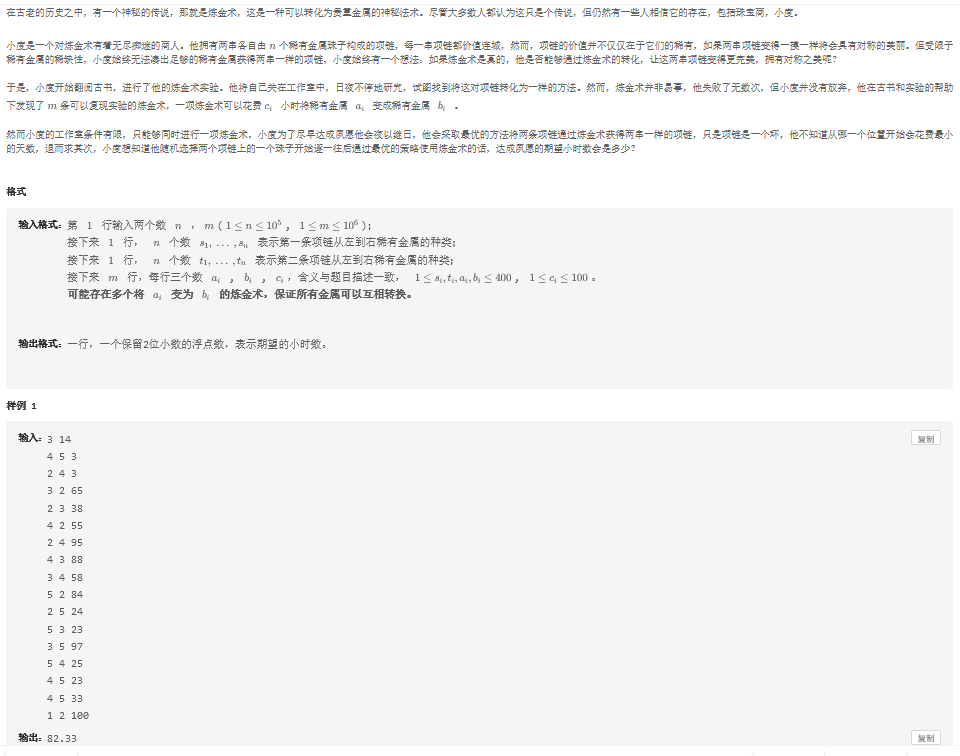 在古老的历史之中，有一个神秘的传说，那就是炼金术，这是一种可以转化为贵重金属的神秘法术。尽管大多数人都认为这只是个传说，但仍然有一些人相信它的存在，包括珠宝商，小度。
小度是一个对炼金术有着无尽痴迷的商人。他拥有两串各自由 n 个稀有金属珠子构成的项链，每一串项链都价值连城，然而，项链的价值并不仅仅在于它们的稀有，如果两串项链变得一摸一样将会具有对称的美丽。但受限于
稀有金属的稀缺性，小度始终无法凑出足够的稀有金属获得两串一样的项链，小度始终有一个想法：如果炼金术是真的，他是否能够通过炼金术的转化，让这两串项链变得更完美，拥有对称之美呢？
于是，小度开始翻阅古书，进行了他的炼金术实验。他将自己关在工作室中，日夜不停地研究，试图找到将这对项链转化为一样的方法。然而，炼金术并非易事，他失败了无数次，但小度并没有放弃，他在古书和实验的帮助
下发现了 m 条可以复现实验的炼金术，一项炼金术可以花费 ci 小时将稀有金属 ai 变成稀有金属 bi 。
然而小度的工作室条件有限，只能够同时进行一项炼金术，小度为了尽早达成夙愿他会夜以继日，他会采取最优的方法将两条项链通过炼金术获得两串一样的项链，只是项链是一个环，他不知道从哪一个位置开始会花费最小
的天数，退而求其次，小度想知道他随机选择两个项链上的一个珠子开始逐一往后通过最优的策略使用炼金术的话，达成夙愿的期望小时数会是多少？
格式
输入格式：第 1 行输入两个数 n ，m ( 1 ≤ n ≤ 10^5 ，1 ≤ m ≤ 10^6 )；
接下来 1 行， n 个数 s1, ... , sn 表示第一条项链从左到右稀有金属的种类；
接下来 1 行， n 个数 t1, ... , tn 表示第二条项链从左到右稀有金属的种类；
接下来 m 行，每行三个数 ai ，bi ，ci ，含义与题目描述一致， 1 ≤ si, ti, ai, bi ≤ 400 ，1 ≤ ci ≤ 100 。
可能存在多个将 ai 变为 bi 的炼金术，保证所有金属可以互相转换。
输出格式：一行，一个保留2位小数的浮点数，表示期望的小时数。
样例 1
输入：3 14
复制
4 5 3
2 4 3
3 2 65
2 3 38
4 2 55
2 4 95
4 3 88
3 4 58
5 2 84
2 5 24
5 3 23
3 5 97
5 4 25
4 5 23
4 5 33
1 2 100
输出：82.33
复制